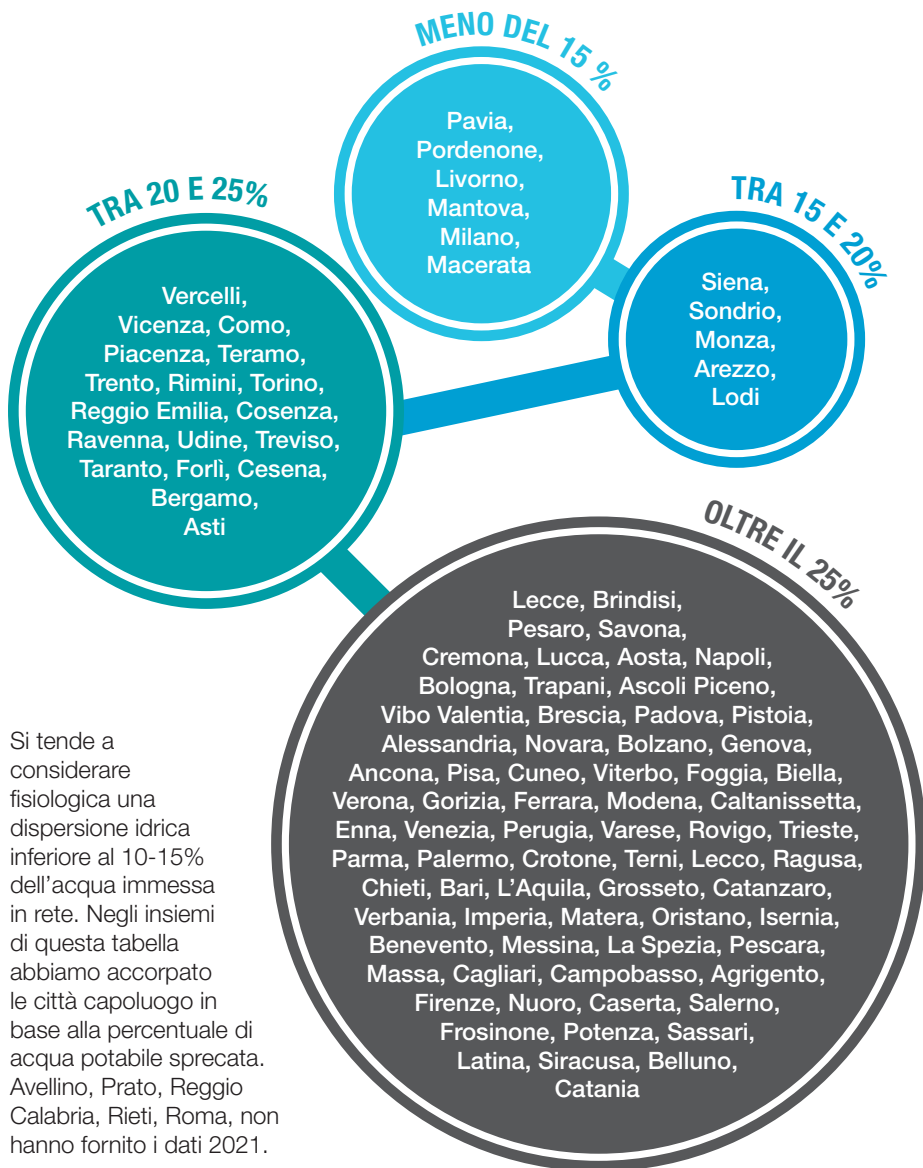 MENO DEL 15 %
Pavia,
Pordenone,
Livorno,
Mantova,
Milano,
Macerata
TRA 15 E 20%
Siena,
Sondrio,
Monza,
Arezzo,
Lodi
TRA 20 E 25%
Vercelli,
Vicenza, Como,
Piacenza, Teramo,
Trento, Rimini, Torino,
Reggio Emilia, Cosenza,
Ravenna, Udine, Treviso,
Taranto, Forlì, Cesena,
Bergamo,
Asti
OLTRE IL 25%
Lecce, Brindisi,
Pesaro, Savona,
Cremona, Lucca, Aosta, Napoli,
Bologna, Trapani, Ascoli Piceno,
Vibo Valentia, Brescia, Padova, Pistoia,
Alessandria, Novara, Bolzano, Genova,
Ancona, Pisa, Cuneo, Viterbo, Foggia, Biella,
Verona, Gorizia, Ferrara, Modena, Caltanissetta,
Enna, Venezia, Perugia, Varese, Rovigo, Trieste,
Parma, Palermo, Crotone, Terni, Lecco, Ragusa,
Chieti, Bari, L’Aquila, Grosseto, Catanzaro,
Verbania, Imperia, Matera, Oristano, Isernia,
Benevento, Messina, La Spezia, Pescara,
Massa, Cagliari, Campobasso, Agrigento,
Firenze, Nuoro, Caserta, Salerno,
Frosinone, Potenza, Sassari,
Latina, Siracusa, Belluno,
Catania
Si tende a
considerare
fisiologica una
dispersione idrica
inferiore al 10-15%
dell’acqua immessa
in rete. Negli insiemi
di questa tabella
abbiamo accorpato
le città capoluogo in
base alla percentuale di
acqua potabile sprecata.
Avellino, Prato, Reggio
Calabria, Rieti, Roma, non
hanno fornito i dati 2021.